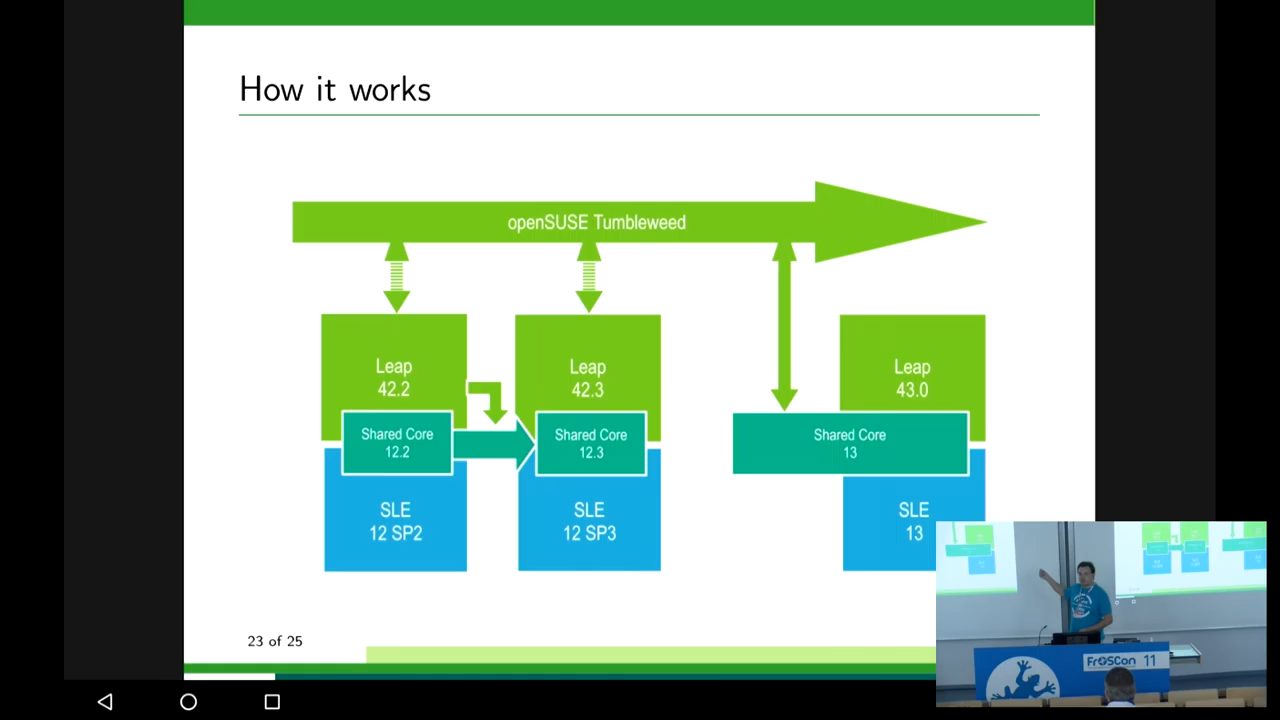 How it works
openSUSE Tumbleweed
Leap
42.2
Leap
42.3
Leap
43.0
Shared Core
12.2
Shared Core
12.3
Shared Core
13
SLE
12 SP2
SLE
12 SP3
SLE
13
23 of 25
FrOSCon 11